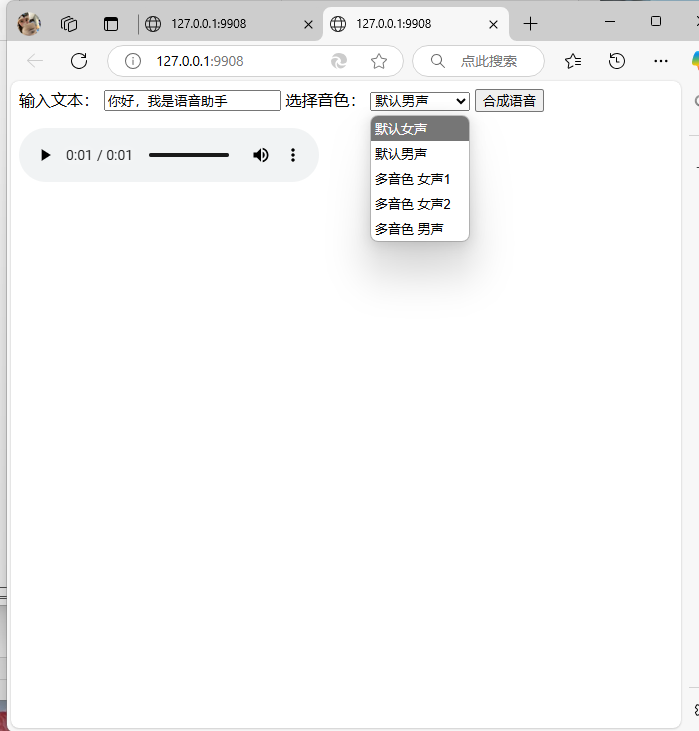 127.0.0.1:9908
127.0.0.1:9908
127.0.0.1:9908
点此搜索
输入文本： 你好，我是语音助手 选择音色： 默认男声 合成语音
默认女声
0:01 / 0:01
默认男声
多音色 女声1
多音色 女声2
多音色 男声